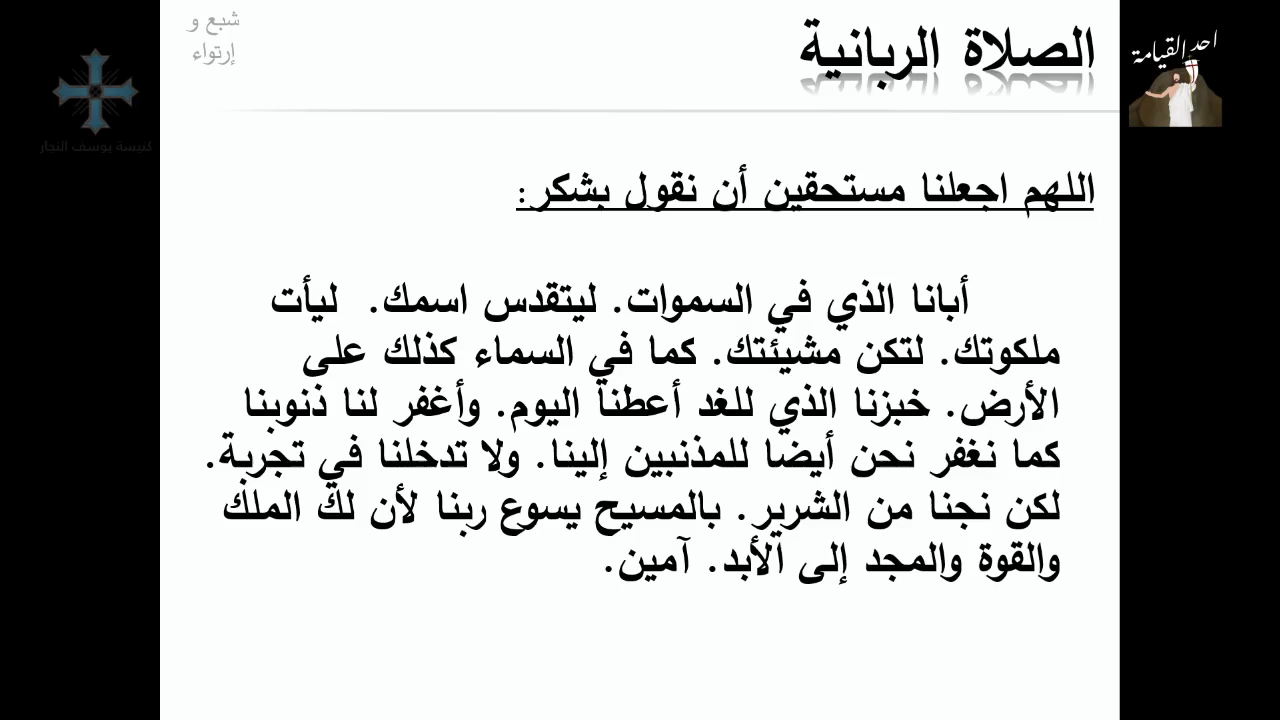 شبع و
إرتواء
الصلاة الربانية
احد القيامة
كنيسة يوسف النجار
اللهم اجعلنا مستحقين أن نقول بشكر:
أبانا الذي في السموات. ليتقدس اسمك. ليأت
ملكوتك. لتكن مشيئتك. كما في السماء كذلك على
الأرض. خبزنا الذي للغد أعطنا اليوم. وأغفر لنا ذنوبنا
كما نغفر نحن أيضا للمذنبين إلينا. ولا تدخلنا في تجربة.
لكن نجنا من الشرير. بالمسيح يسوع ربنا لأن لك الملك
والقوة والمجد إلى الأبد. آمين.